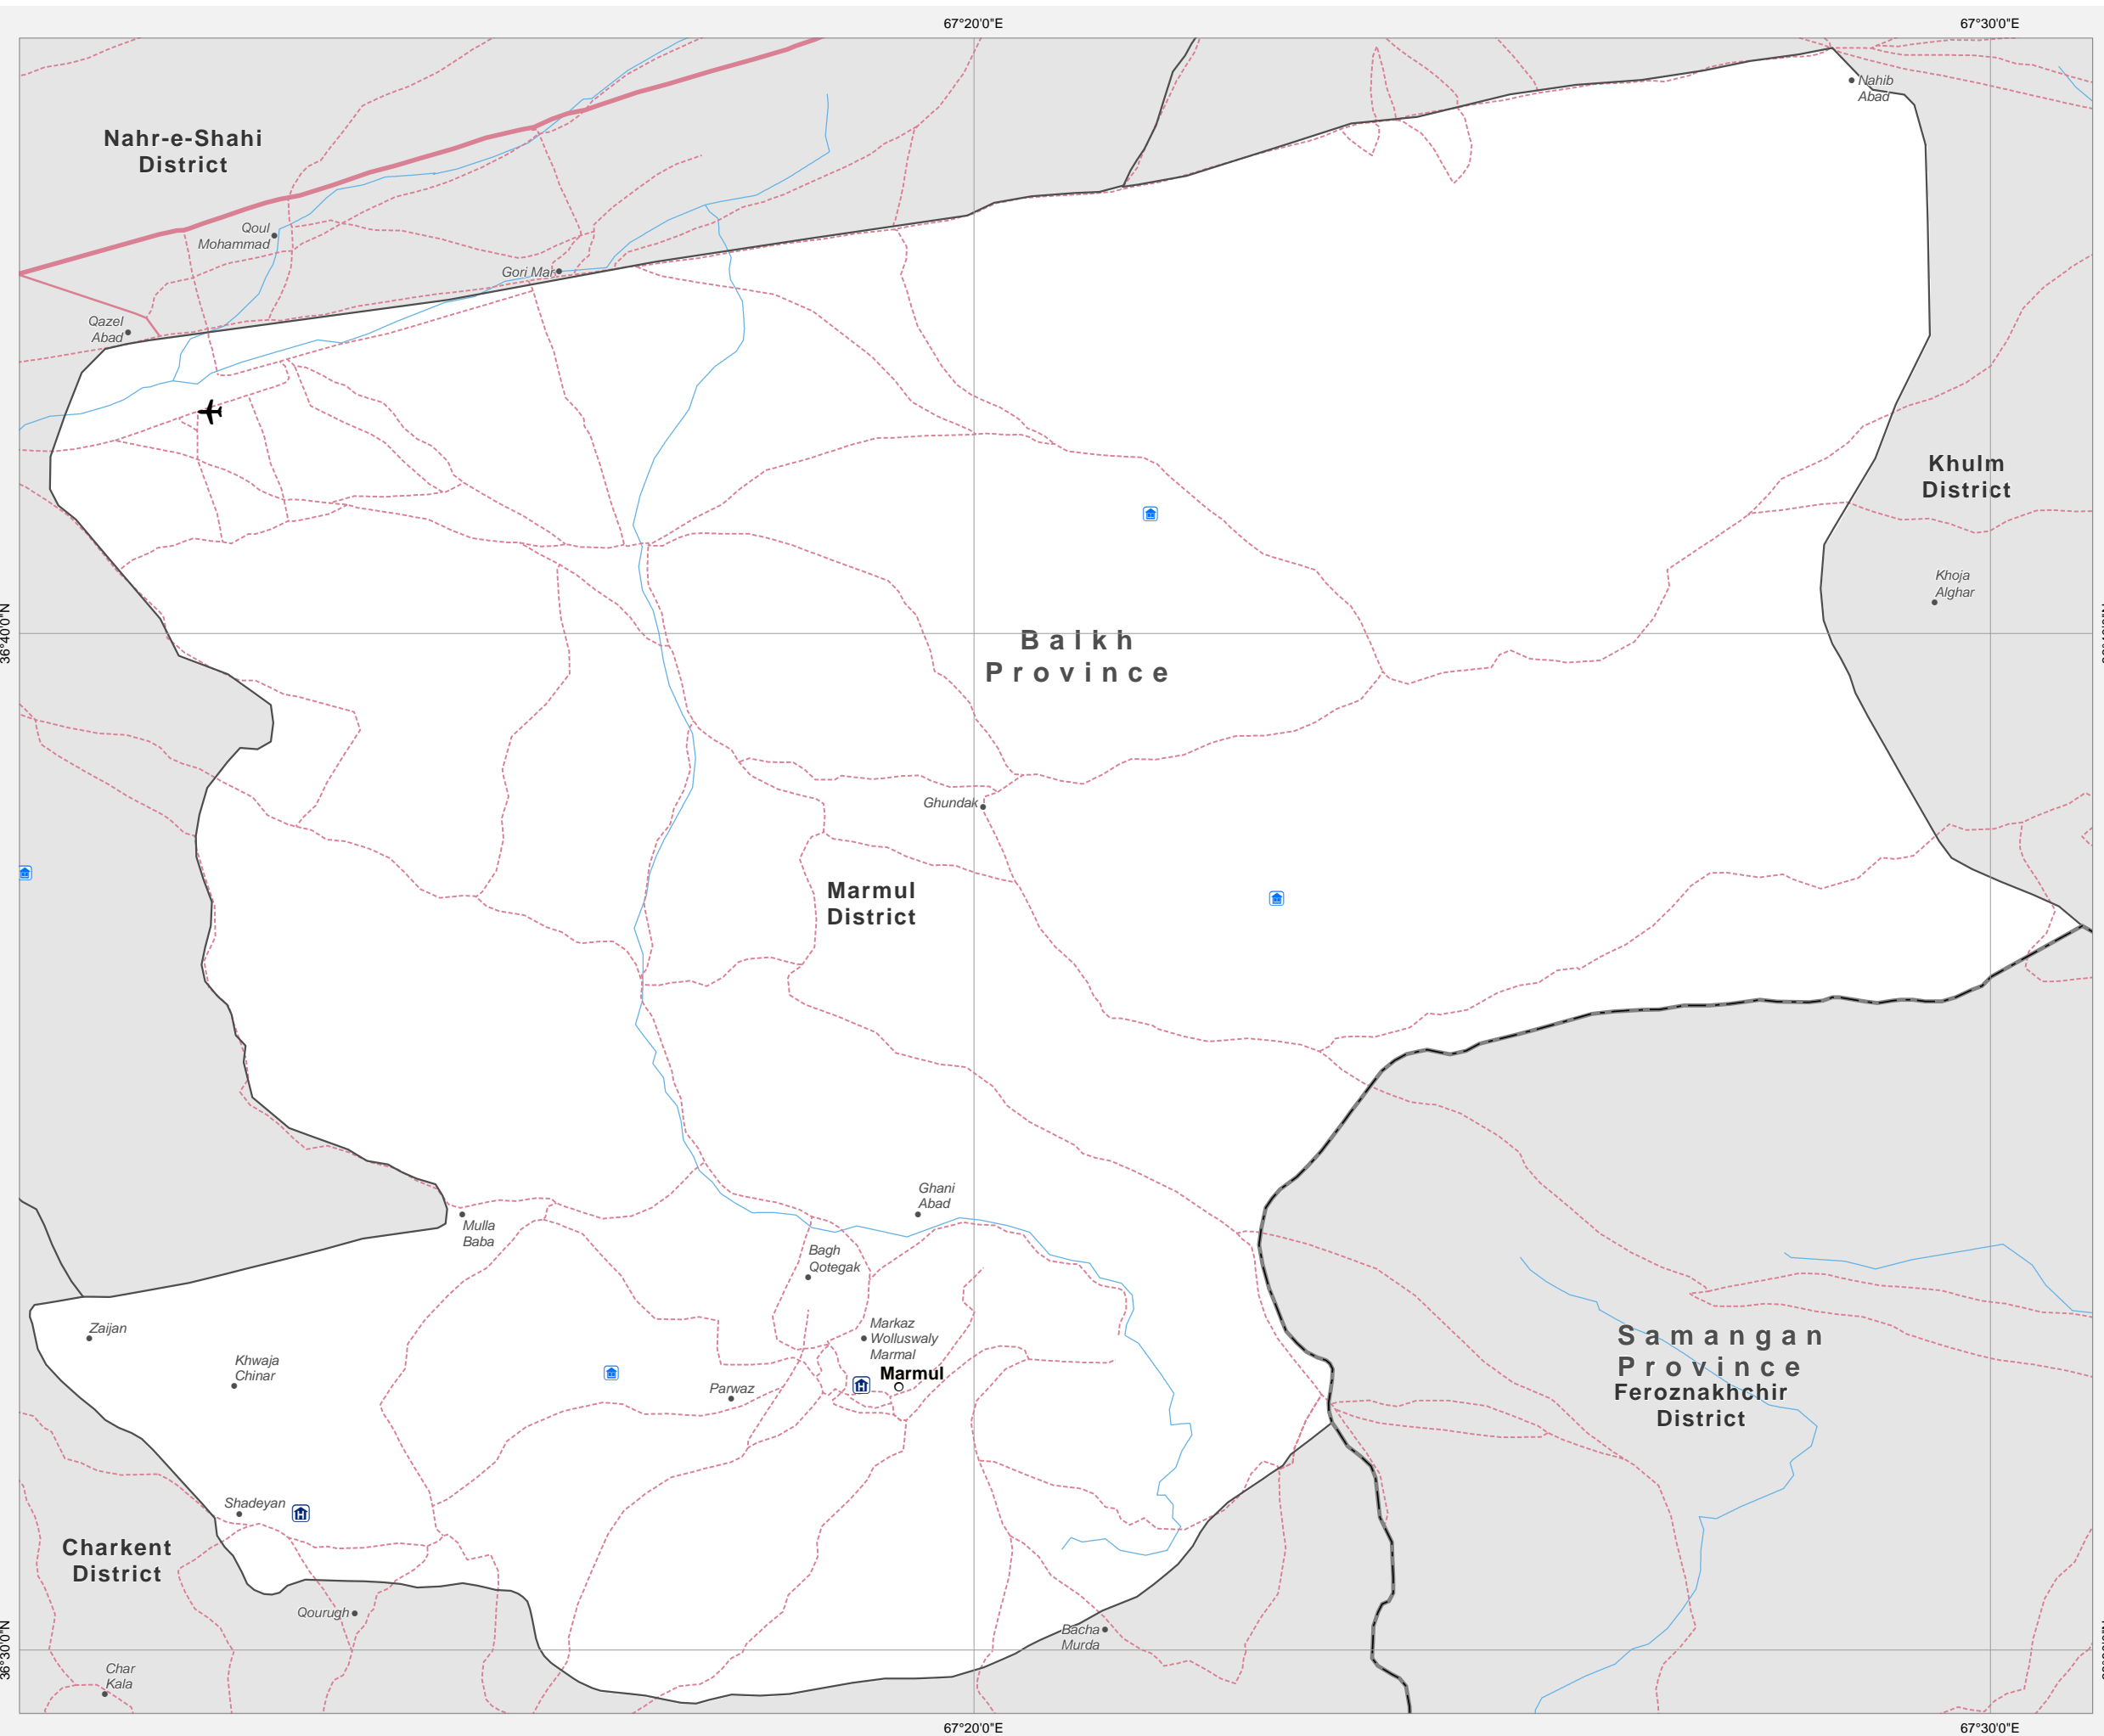 67°20'0"E
67°30'0"E
Nahib
Abad
Nahr-e-Shahi
District
Qoul
Mohammad
Gori Mar
Qazel
Abad
Khulm
District
Khoja
Alghar
36°40'0"N
Balkh
Province
Ghundak
Marmul
District
Ghani
Abad
Mulla
Baba
Bagh
Qotegak
Zaijan
Markaz
Wolluswaly
Marmal
Khwaja
Chinar
Marmul
Parwaz
Samangan
Province
Feroznakhchir
District
Shadeyan
Charkent
District
Qourugh
Bacha
Murda
36°30'0"N
Char
Kala
67°20'0"E
67°30'0"E